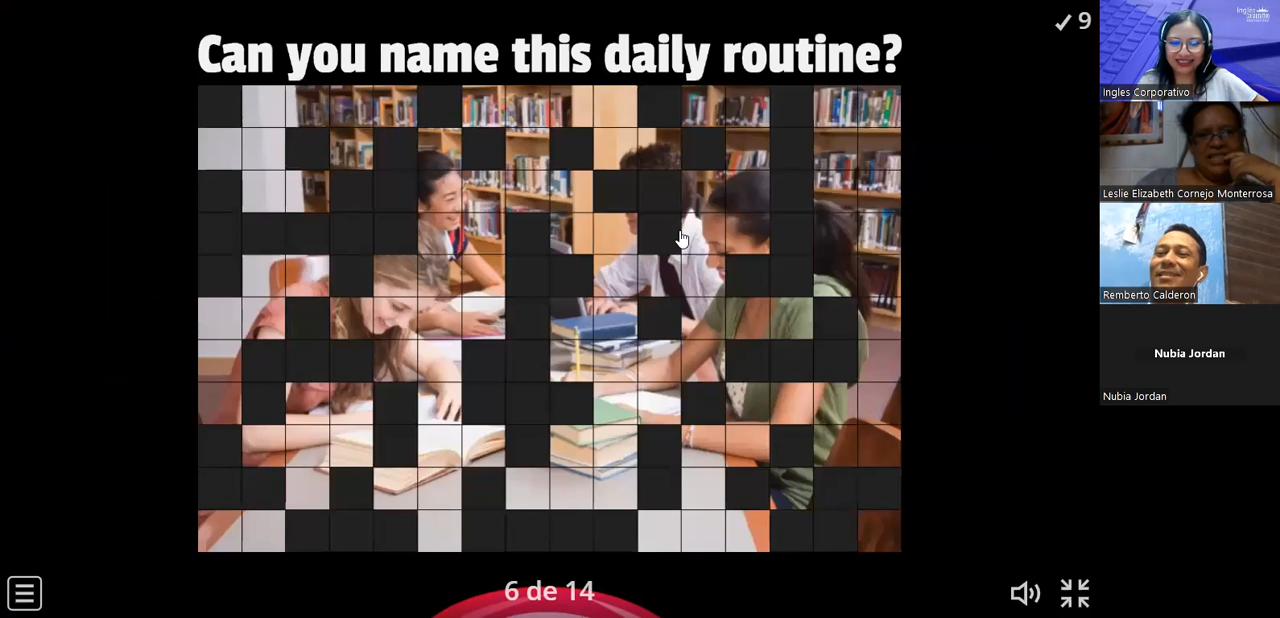 Can you name this daily routine?
9
Ingles Corporativo
Leslie Elizabeth Cornejo Monterrosa
Remberto Calderon
Nubia Jordan
Nubia Jordan
6 de 14